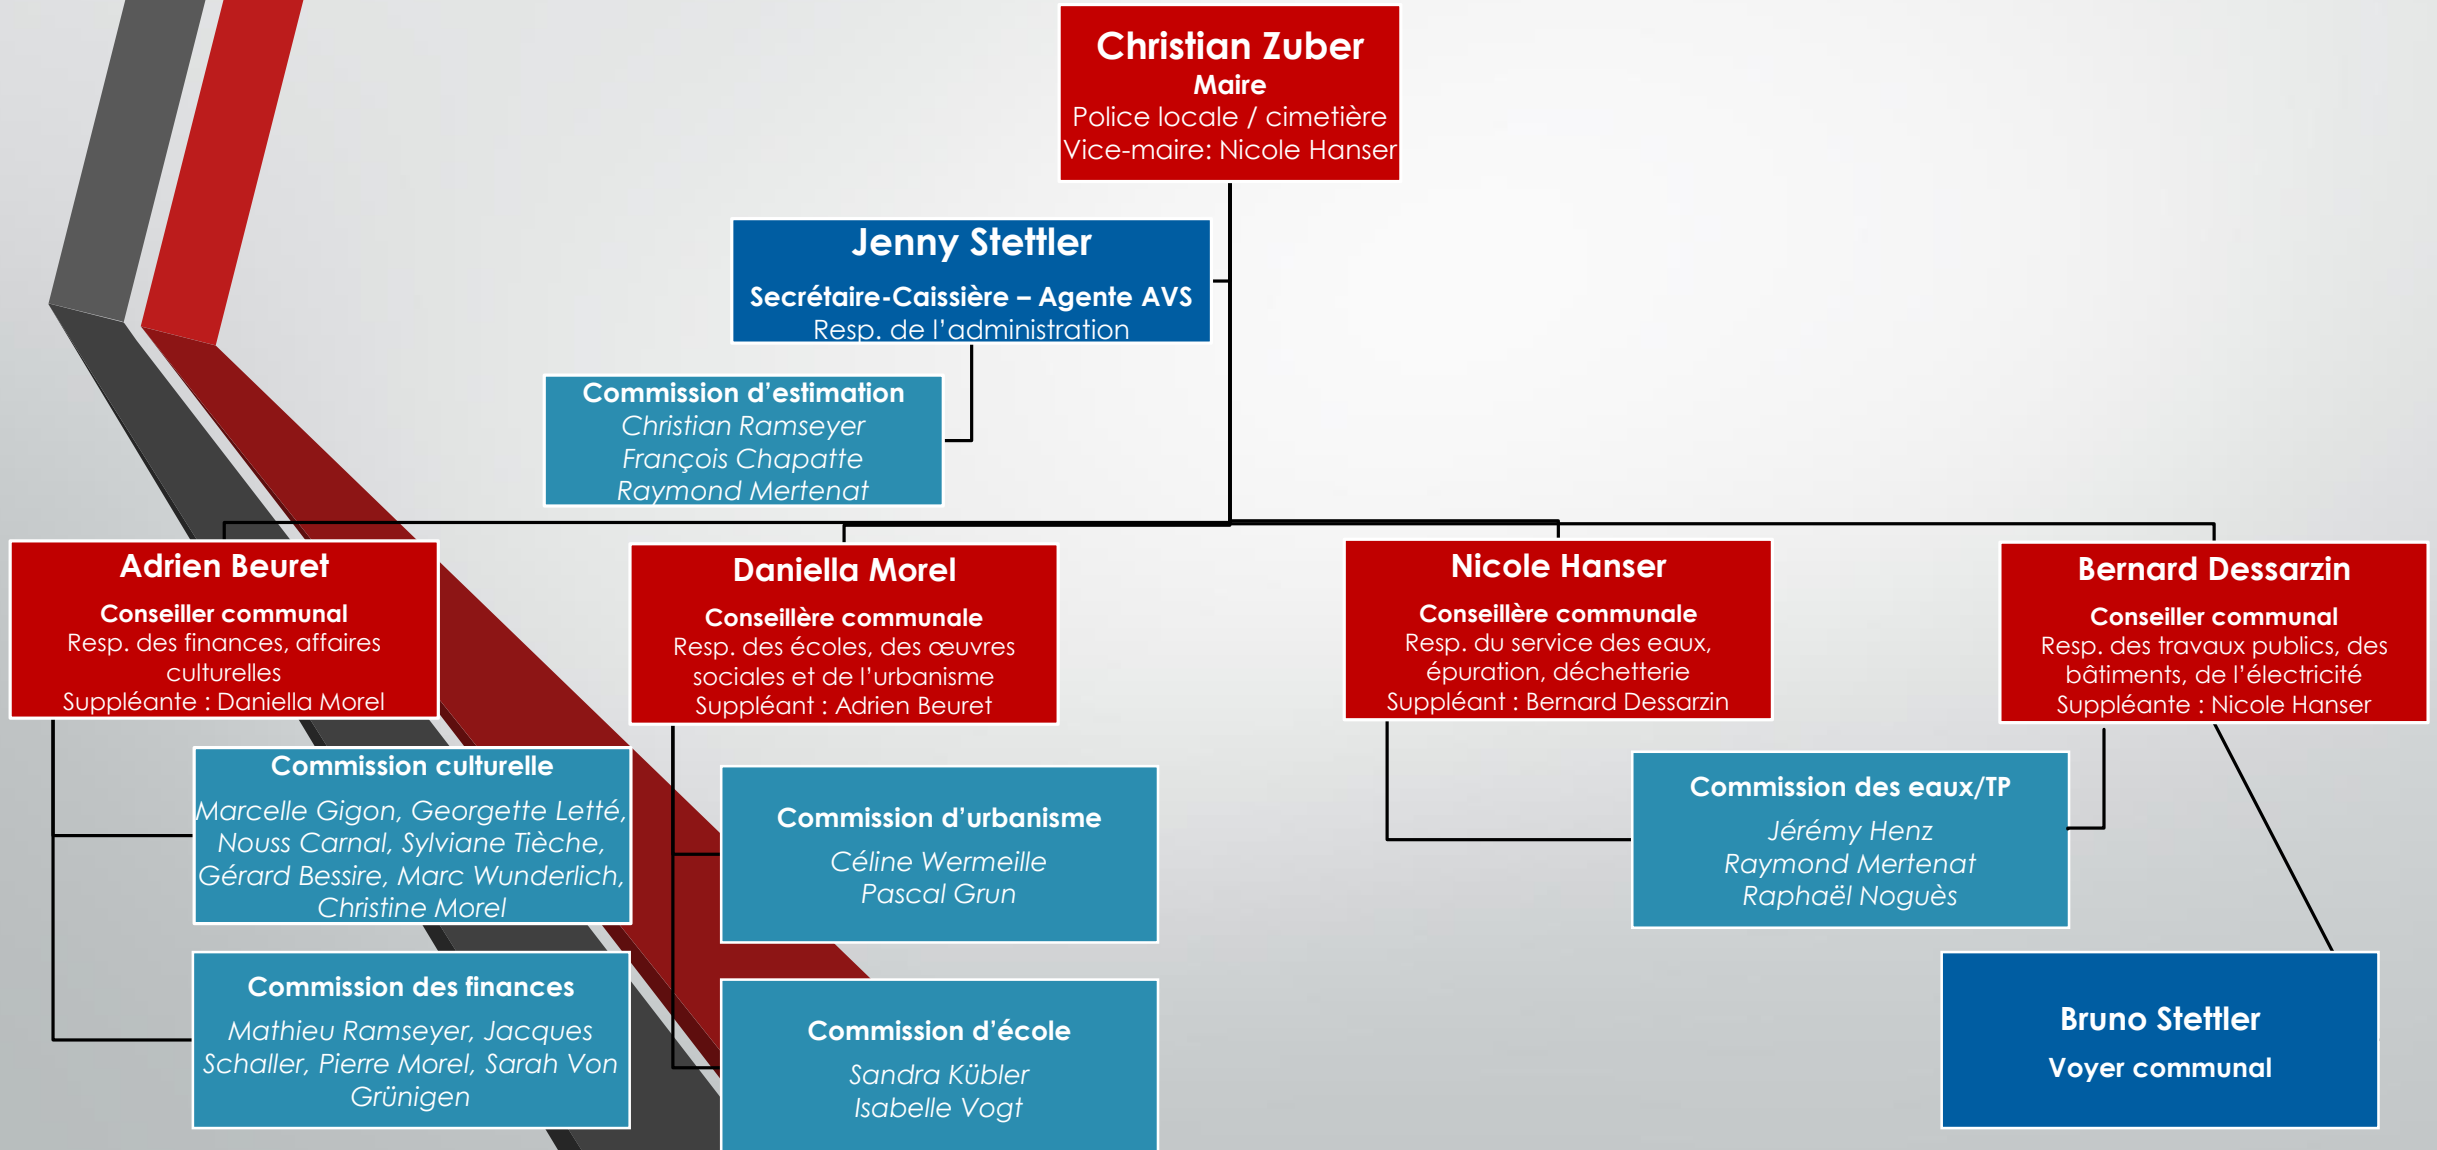 Christian Zuber
Maire
Police locale / cimetière
Vice-maire: Nicole Hanser
Jenny Stettler
Secrétaire-Caissière – Agente AVS
Resp. de l’administration
Commission d’estimation
Christian Ramseyer
François Chapatte
Raymond Mertenat
Adrien Beuret
Conseiller communal
Resp. des finances, affaires
culturelles
Suppléante : Daniella Morel
Daniella Morel
Conseillère communale
Resp. des écoles, des œuvres
sociales et de l’urbanisme
Suppléant : Adrien Beuret
Nicole Hanser
Conseillère communale
Resp. du service des eaux,
épuration, déchetterie
Suppléant : Bernard Dessarzin
Bernard Dessarzin
Conseiller communal
Resp. des travaux publics, des
bâtiments, de l’électricité
Suppléante : Nicole Hanser
Commission culturelle
Marcelle Gigon, Georgette Letté,
Nouss Carnal, Sylviane Tièche,
Gérard Bessire, Marc Wunderlich,
Christine Morel
Commission des finances
Mathieu Ramseyer, Jacques
Schaller, Pierre Morel, Sarah Von
Grünigen
Commission d’urbanisme
Céline Wermeille
Pascal Grun
Commission d’école
Sandra Kübler
Isabelle Vogt
Commission des eaux/TP
Jérémy Henz
Raymond Mertenat
Raphaël Noguès
Bruno Stettler
Voyer communal